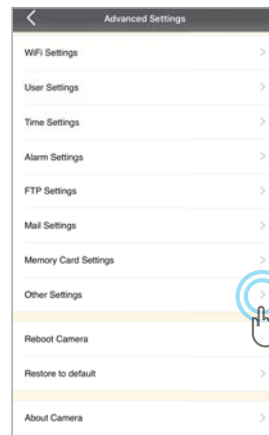 Advanced Settings
WiFi Settings
User Settings
Time Settings
Alarm Settings
FTP Settings
Mail Settings
Memory Card Settings
Other Settings
Reboot Camera
Restore to default
About Camera